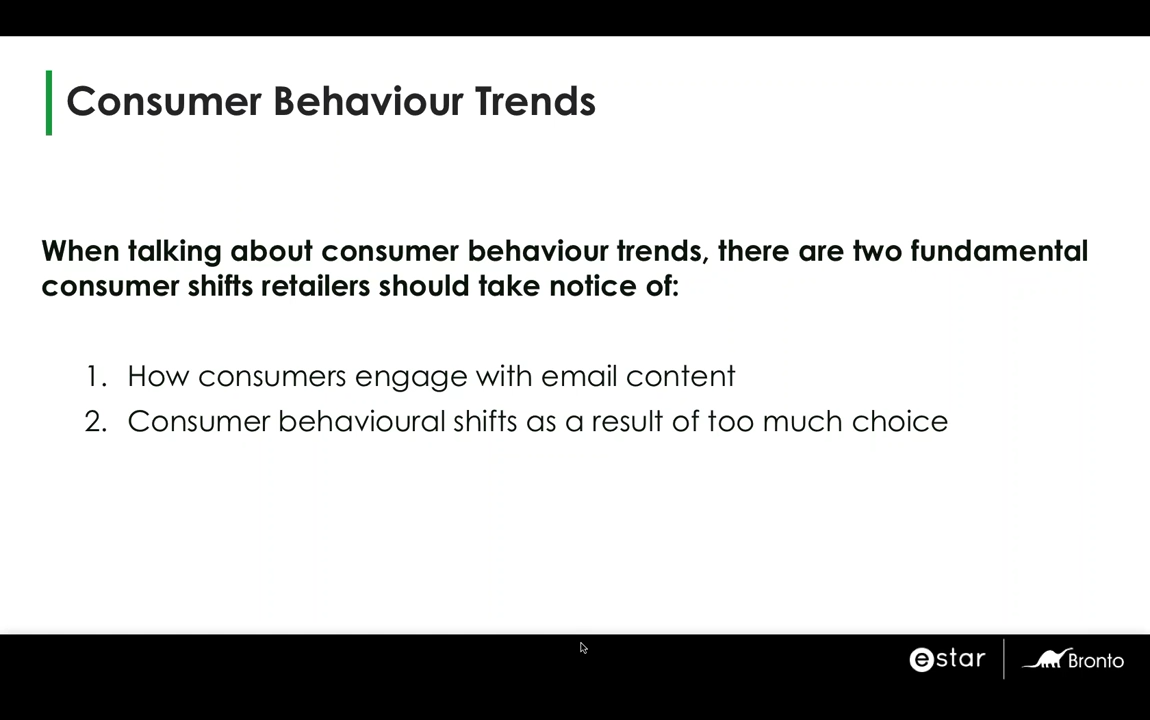 Consumer Behaviour Trends
When talking about consumer behaviour trends, there are two fundamental
consumer shifts retailers should take notice of:
1. How consumers engage with email content
2. Consumer behavioural shifts as a result of too much choice
estar Bronto